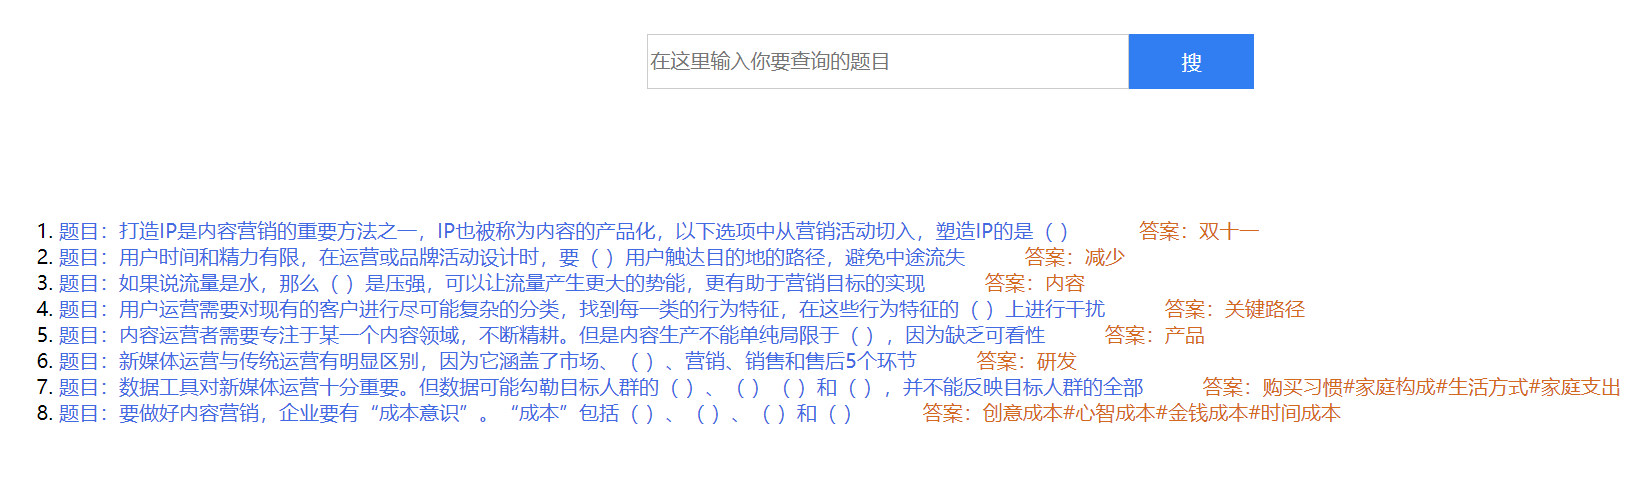 在这里输入你要查询的题目 搜
1. 题目：打造IP是内容营销的重要方法之一，IP也被称为内容的产品化，以下选项中从营销活动切入，塑造IP的是（ ） 答案：双十一
2. 题目：用户时间和精力有限，在运营或品牌活动设计时，要（ ）用户触达目的地的路径，避免中途流失 答案：减少
3. 题目：如果说流量是水，那么（ ）是压强，可以让流量产生更大的势能，更有助于营销目标的实现 答案：内容
4. 题目：用户运营需要对现有的客户进行尽可能复杂的分类，找到每一类的行为特征，在这些行为特征的（ ）上进行干扰 答案：关键路径
5. 题目：内容运营者需要专注于某一个内容领域，不断精耕。但是内容生产不能单纯局限于（ ），因为缺乏可看性 答案：产品
6. 题目：新媒体运营与传统运营有明显区别，因为它涵盖了市场、（ ）、营销、销售和售后5个环节 答案：研发
7. 题目：数据工具对新媒体运营十分重要。但数据可能勾勒目标人群的（ ）、（ ）（ ）和（ ），并不能反映目标人群的全部 答案：购买习惯#家庭构成#生活方式#家庭支出
8. 题目：要做好内容营销，企业要有“成本意识”。“成本”包括（ ）、（ ）、（ ）和（ ） 答案：创意成本#心智成本#金钱成本#时间成本